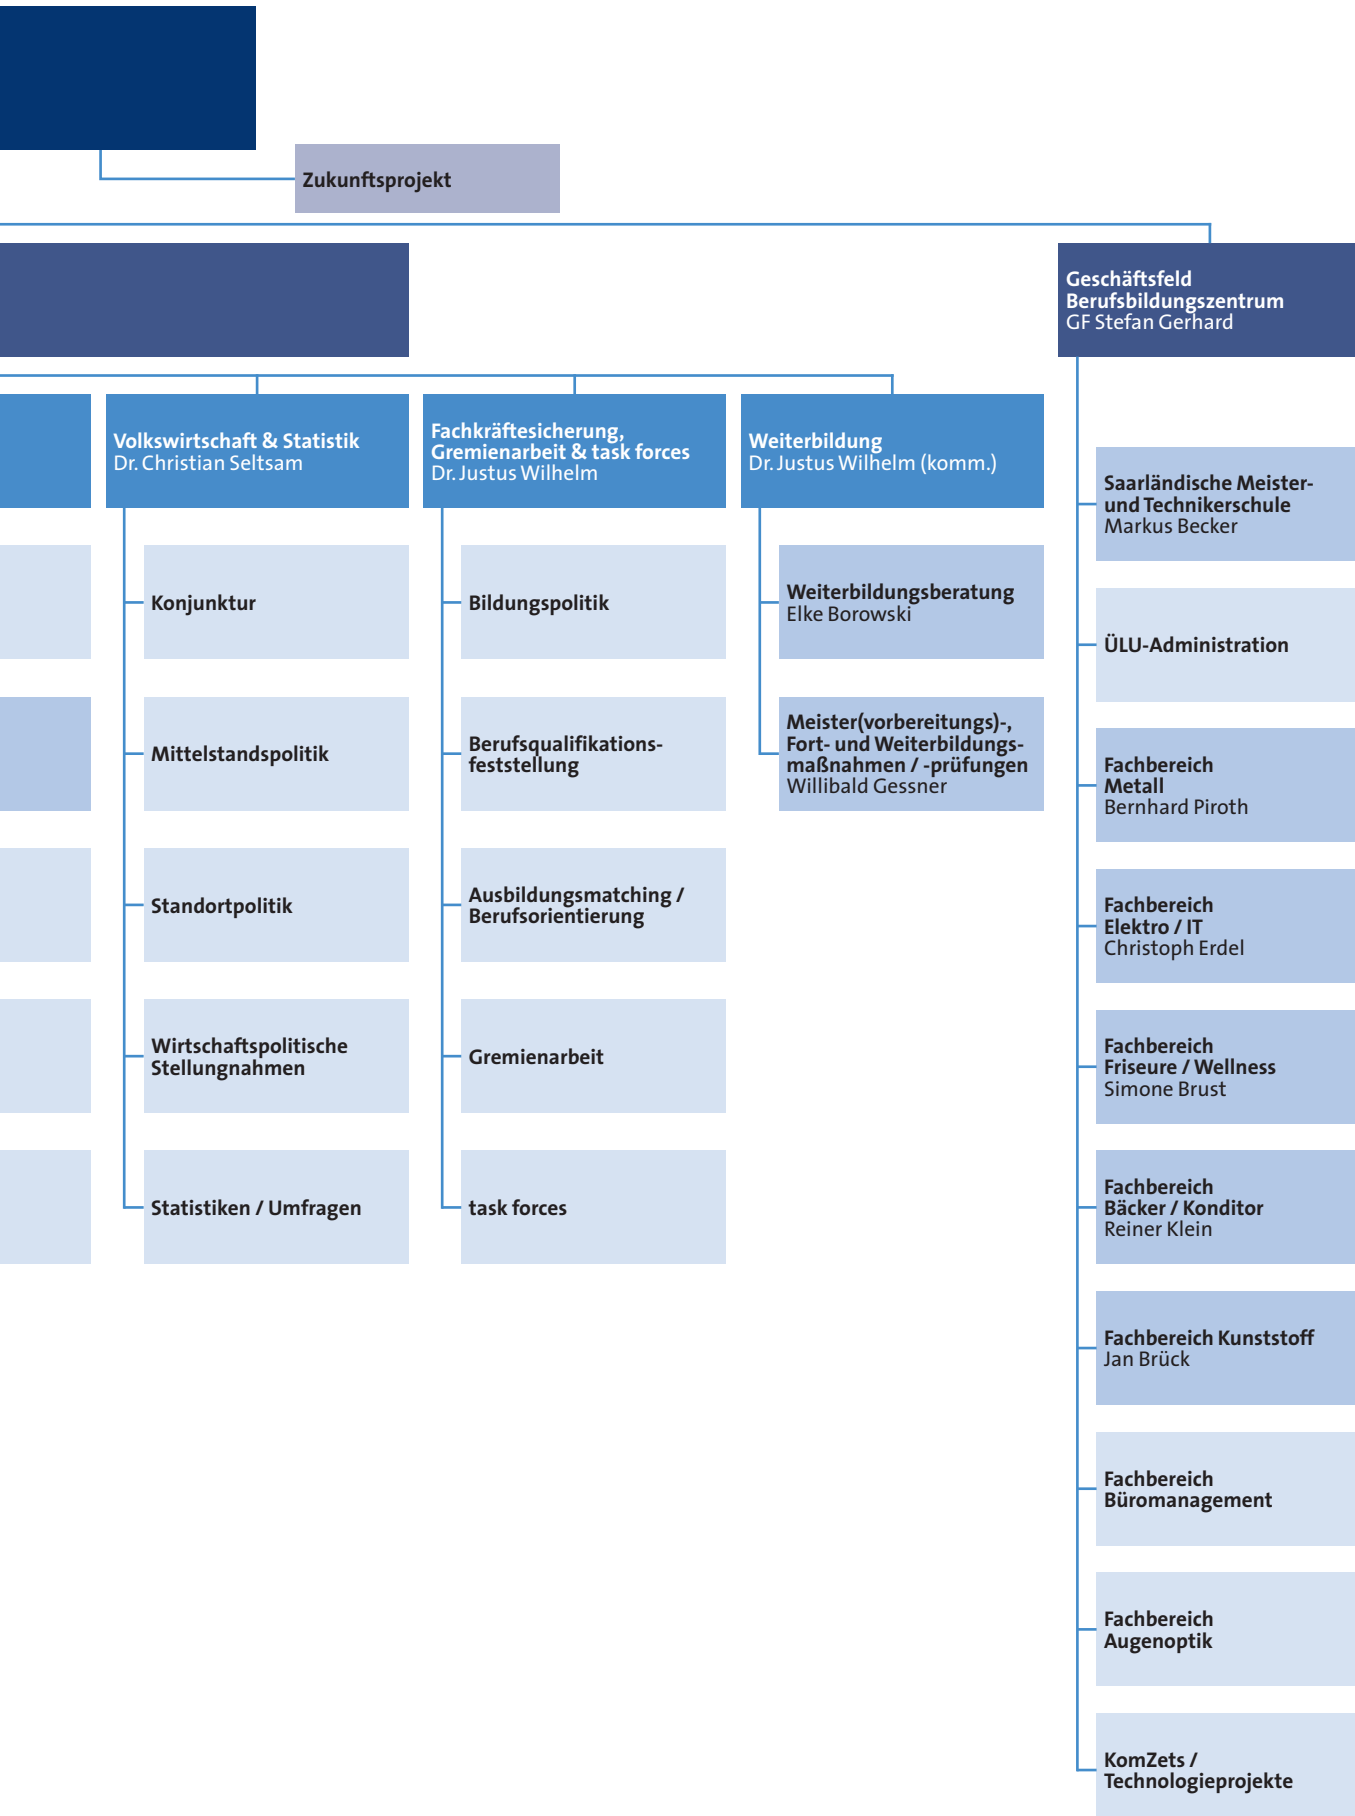 Zukunftsprojekt
Geschäftsfeld
Berufsbildungszentrum
GF Stefan Gerhard
Volkswirtschaft & Statistik
Dr. Christian Seltsam
Fachkräftesicherung,
Gremienarbeit & task forces
Dr. Justus Wilhelm
Weiterbildung
Dr. Justus Wilhelm (komm.)
Konjunktur
Mittelstandspolitik
Standortpolitik
Wirtschaftspolitische
Stellungnahmen
Statistiken / Umfragen
Bildungspolitik
Berufsqualifikations-
feststellung
Ausbildungsmatching /
Berufsorientierung
Gremienarbeit
task forces
Weiterbildungsberatung
Elke Borowski
Meister(vorbereitungs)-,
Fort- und Weiterbildungs-
maßnahmen / -prüfungen
Willibald Gessner
Saarländische Meister-
und Technikerschule
Markus Becker
ÜLU-Administration
Fachbereich
Metall
Bernhard Piroth
Fachbereich
Elektro / IT
Christoph Erdel
Fachbereich
Friseure / Wellness
Simone Brust
Fachbereich
Bäcker / Konditor
Reiner Klein
Fachbereich Kunststoff
Jan Brück
Fachbereich
Büromanagement
Fachbereich
Augenoptik
KomZets /
Technologieprojekte